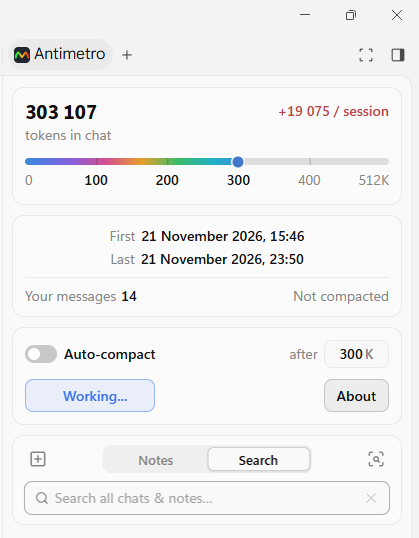 Antimetro
303 107
+19 075 / session
tokens in chat
0 100 200 300 400 512K
First 21 November 2026, 15:46
Last 21 November 2026, 23:50
Your messages 14 Not compacted
Auto-compact after 300 K
Working... About
Notes Search
Search all chats & notes...